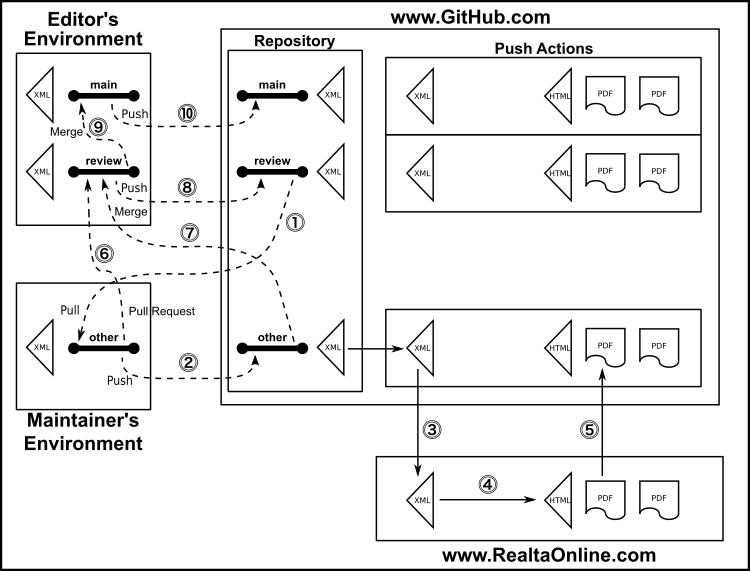 Editor's
Environment
www.GitHub.com
Repository
Push Actions
XML
main
main
XML
XML
HTML
PDF
PDF
Push
⑩
⑨
Merge
XML
review
review
XML
XML
HTML
PDF
PDF
Push
⑧
Merge
①
⑦
⑥
Pull
Pull Request
XML
other
other
XML
XML
HTML
PDF
PDF
②
Push
Maintainer's
Environment
③
⑤
④
XML
HTML
PDF
PDF
www.RealtaOnline.com